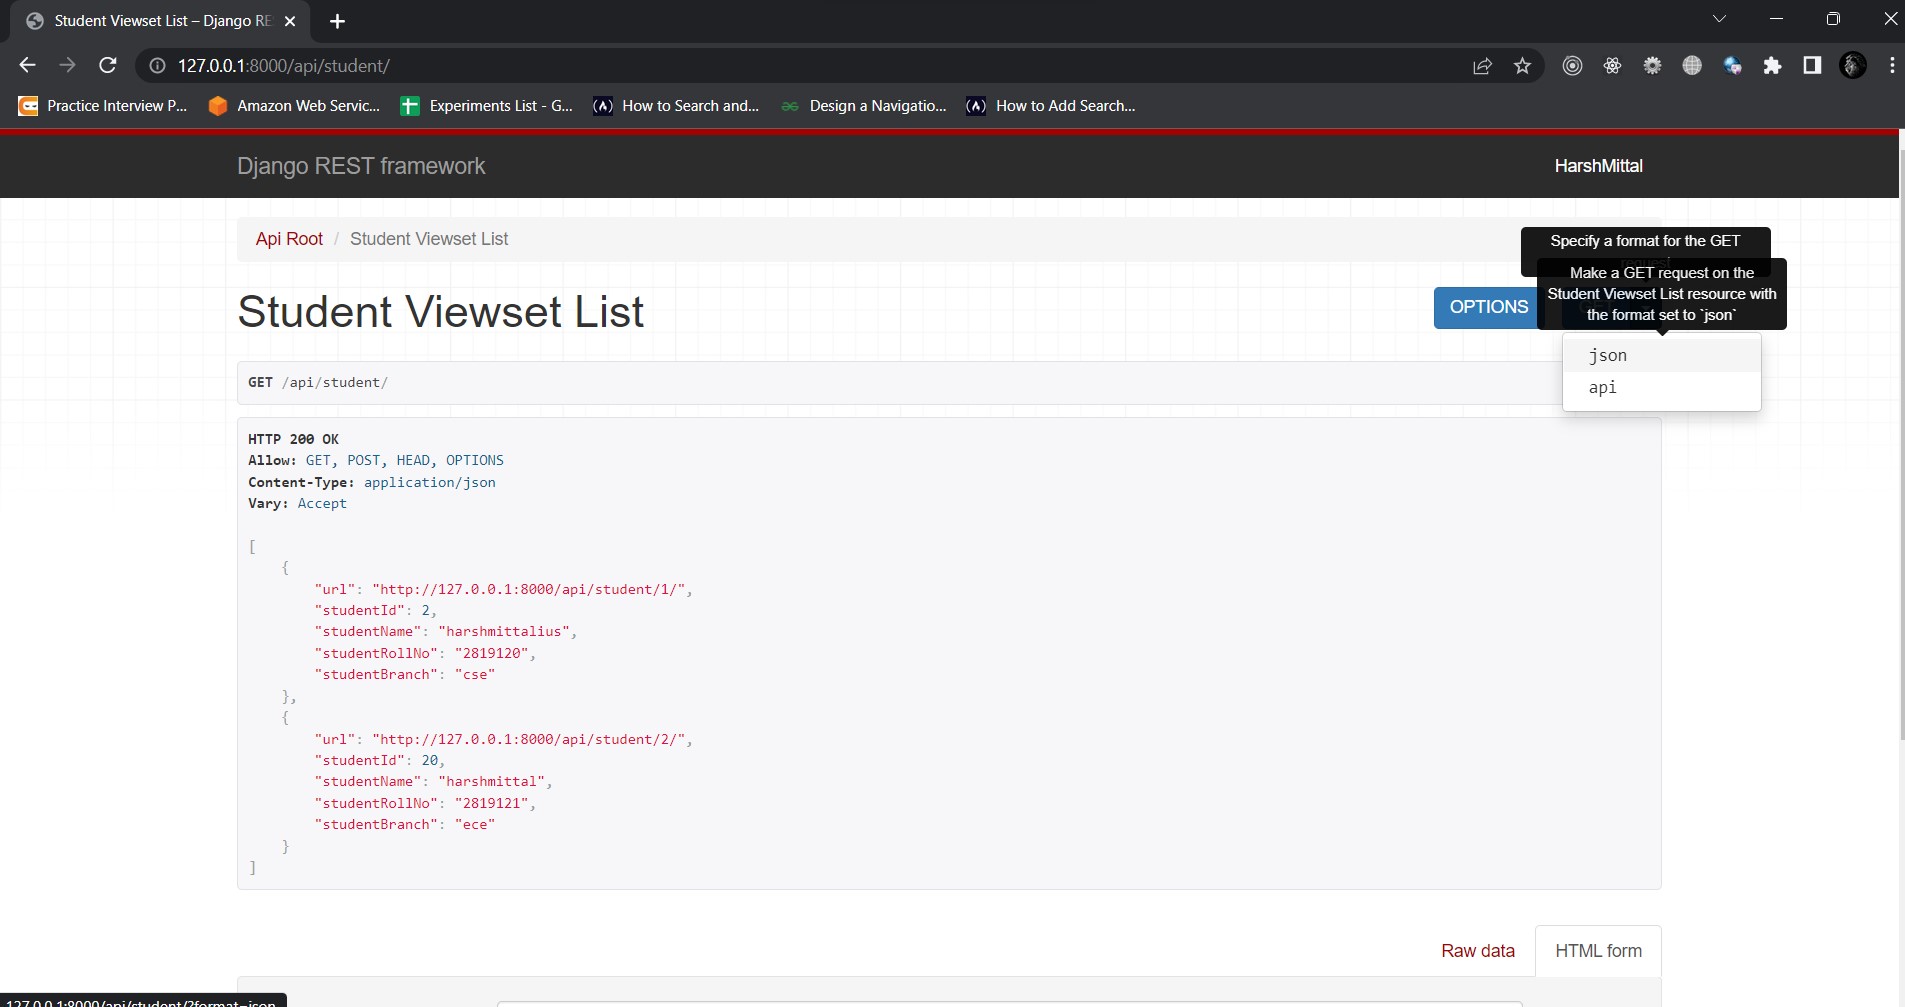 Student Viewset List – Django RE
127.0.0.1:8000/api/student/
Practice Interview P...
Amazon Web Servic...
Experiments List - G...
How to Search and...
Design a Navigatio...
How to Add Search...
Django REST framework
HarshMittal
Api Root / Student Viewset List
Specify a format for the GET
request
Make a GET request on the
Student Viewset List resource with
the format set to `json`
Student Viewset List
OPTIONS
json
api
GET /api/student/
HTTP 200 OK
Allow: GET, POST, HEAD, OPTIONS
Content-Type: application/json
Vary: Accept
[
{
"url": "http://127.0.0.1:8000/api/student/1/",
"studentId": 2,
"studentName": "harshmittalius",
"studentRollNo": "2819120",
"studentBranch": "cse"
},
{
"url": "http://127.0.0.1:8000/api/student/2/",
"studentId": 20,
"studentName": "harshmittal",
"studentRollNo": "2819121",
"studentBranch": "ece"
}
]
Raw data
HTML form
127.0.0.1:8000/api/student/?format=json